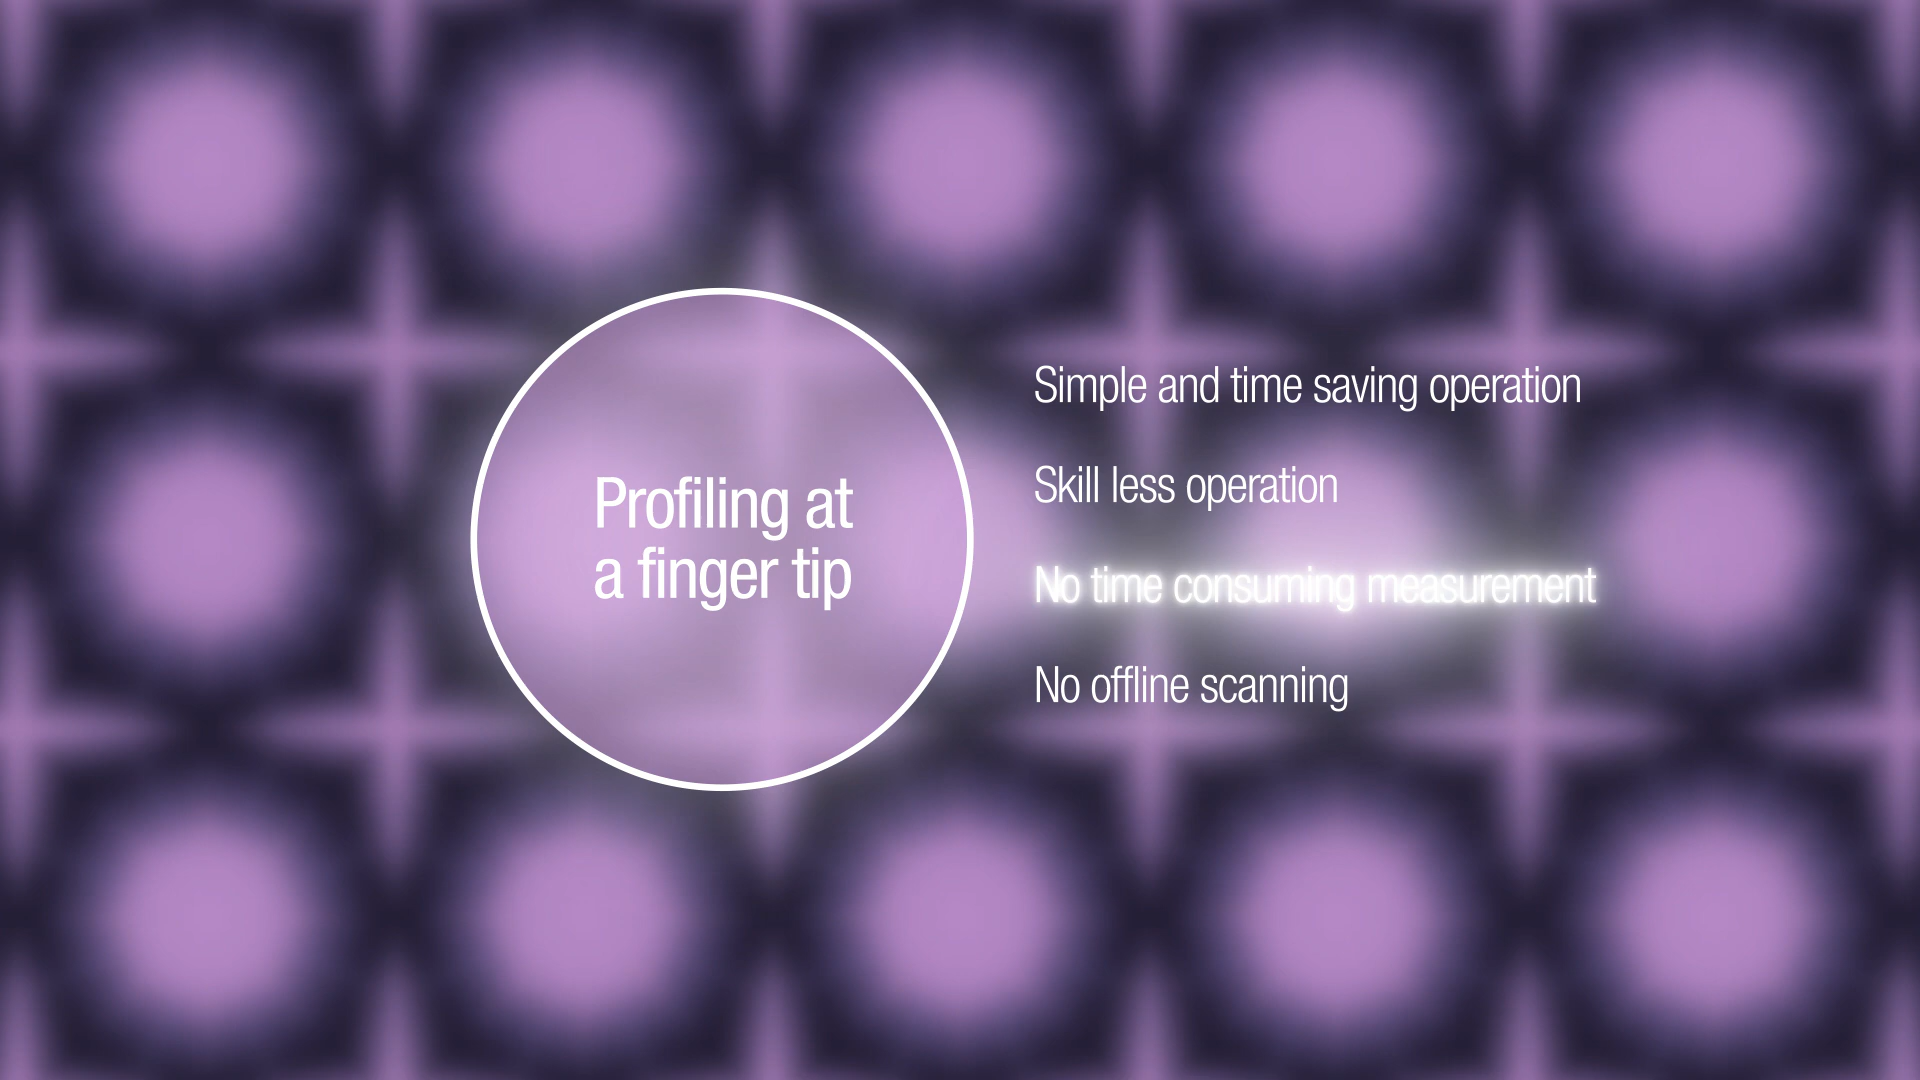 Profiling at
a finger tip
Simple and time saving operation
Skill less operation
No time consuming measurement
No offline scanning